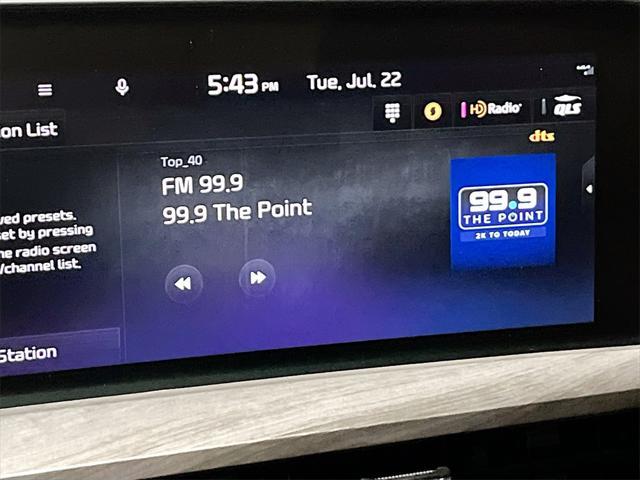 5:43 PM Tue, Jul, 22
on List
HD Radio
QLS
dts
Top_40
FM 99.9
99.9 The Point
ved presets.
set by pressing
he radio screen
/channel list.
99.9
THE POINT
2K TO TODAY
Station